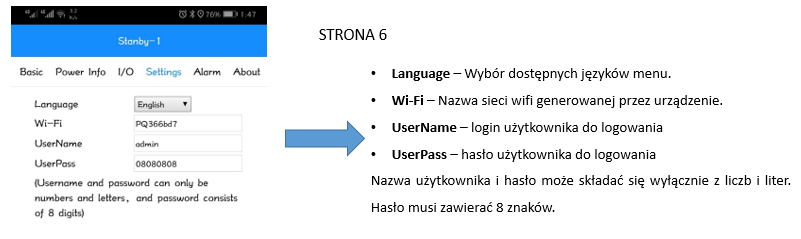 3.2
K/s
76%
1:47
Stanby-1
Basic Power Info I/O Settings Alarm About
Language English
Wi-Fi PQ366bd7
UserName admin
UserPass 08080808
(Username and password can only be
numbers and letters, and password consists
of 8 digits)
STRONA 6
• Language – Wybór dostępnych języków menu.
• Wi-Fi – Nazwa sieci wifi generowanej przez urządzenie.
• UserName – login użytkownika do logowania
• UserPass – hasło użytkownika do logowania
Nazwa użytkownika i hasło może składać się wyłącznie z liczb i liter.
Hasło musi zawierać 8 znaków.